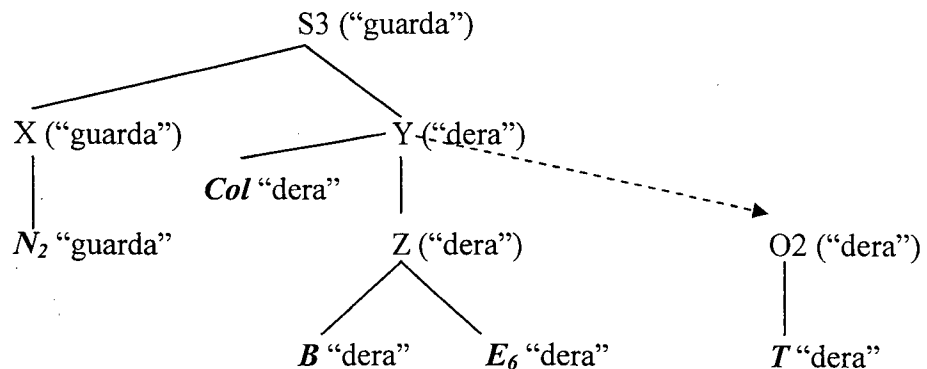 S3 (“guarda”)
X (“guarda”) Y (“dera”)
Col “dera”
N₂ “guarda” Z (“dera”) O2 (“dera”)
B “dera” E₆ “dera” T “dera”